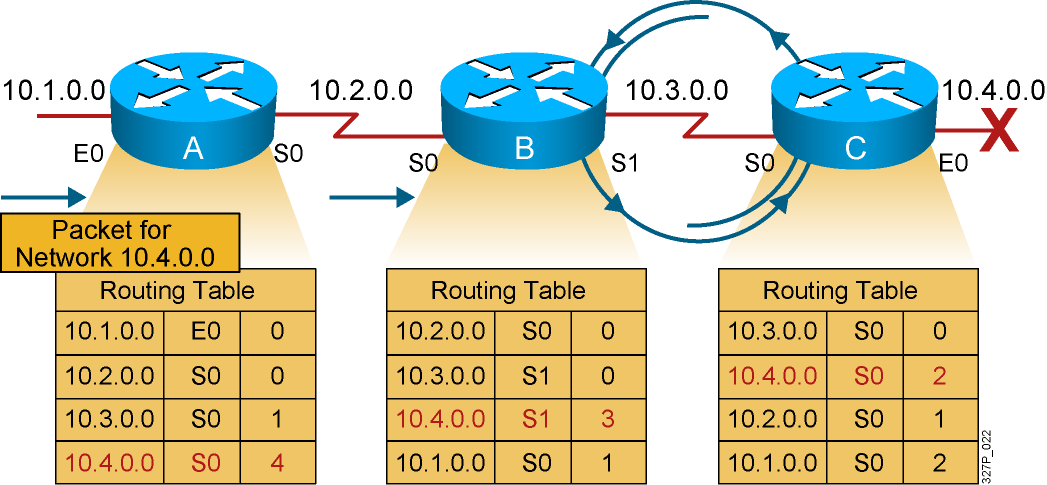 10.1.0.0 10.2.0.0 10.3.0.0 10.4.0.0
A B C
E0 S0 S0 S1 S0 E0
X
Packet for
Network 10.4.0.0
Routing Table
10.1.0.0 E0 0
10.2.0.0 S0 0
10.3.0.0 S0 1
10.4.0.0 S0 4
Routing Table
10.2.0.0 S0 0
10.3.0.0 S1 0
10.4.0.0 S1 3
10.1.0.0 S0 1
Routing Table
10.3.0.0 S0 0
10.4.0.0 S0 2
10.2.0.0 S0 1
10.1.0.0 S0 2
327P_022